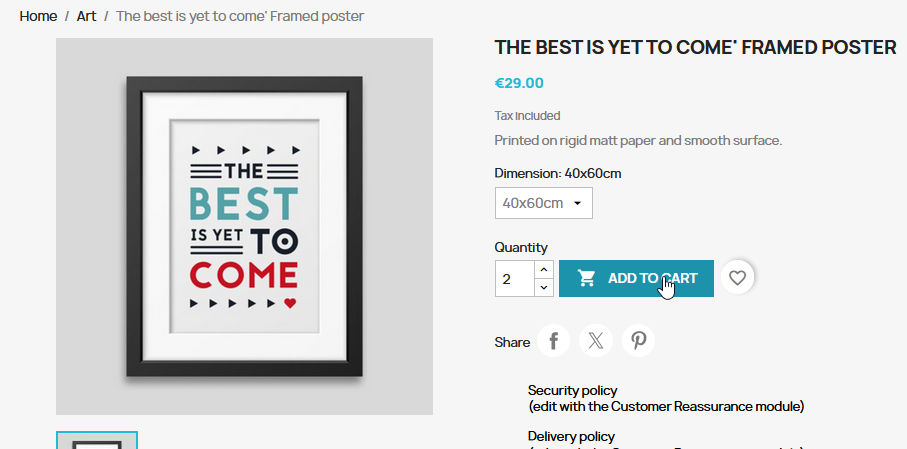 Home / Art / The best is yet to come' Framed poster
THE BEST IS YET TO COME' FRAMED POSTER
€29.00
Tax included
Printed on rigid matt paper and smooth surface.
Dimension: 40x60cm
40x60cm
Quantity
2
ADD TO CART
Share
Security policy
(edit with the Customer Reassurance module)
Delivery policy
THE
BEST
IS YET TO
COME